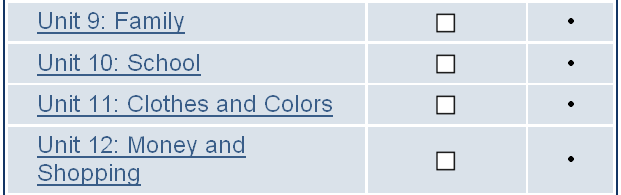 Unit 9: Family
Unit 10: School
Unit 11: Clothes and Colors
Unit 12: Money and
Shopping